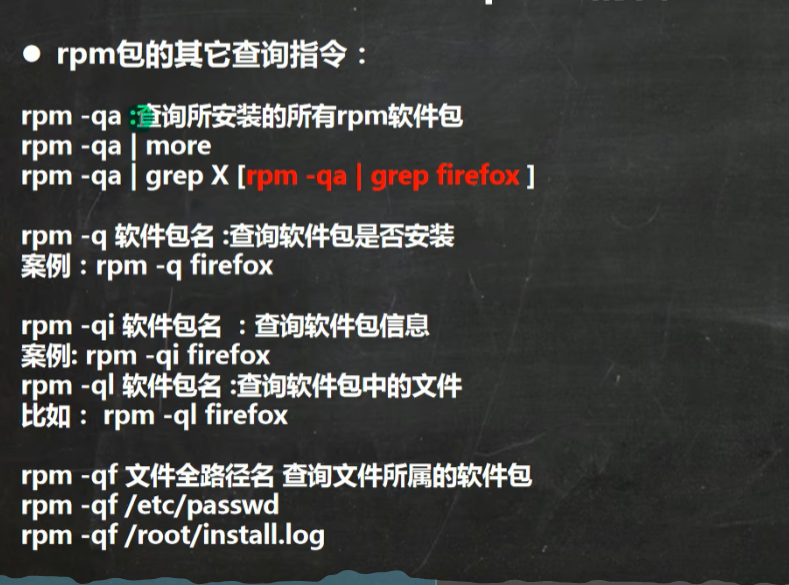 ● rpm包的其它查询指令：
rpm -qa :查询所安装的所有rpm软件包
rpm -qa | more
rpm -qa | grep X [rpm -qa | grep firefox ]
rpm -q 软件包名 :查询软件包是否安装
案例：rpm -q firefox
rpm -qi 软件包名 ：查询软件包信息
案例: rpm -qi firefox
rpm -ql 软件包名 :查询软件包中的文件
比如： rpm -ql firefox
rpm -qf 文件全路径名 查询文件所属的软件包
rpm -qf /etc/passwd
rpm -qf /root/install.log